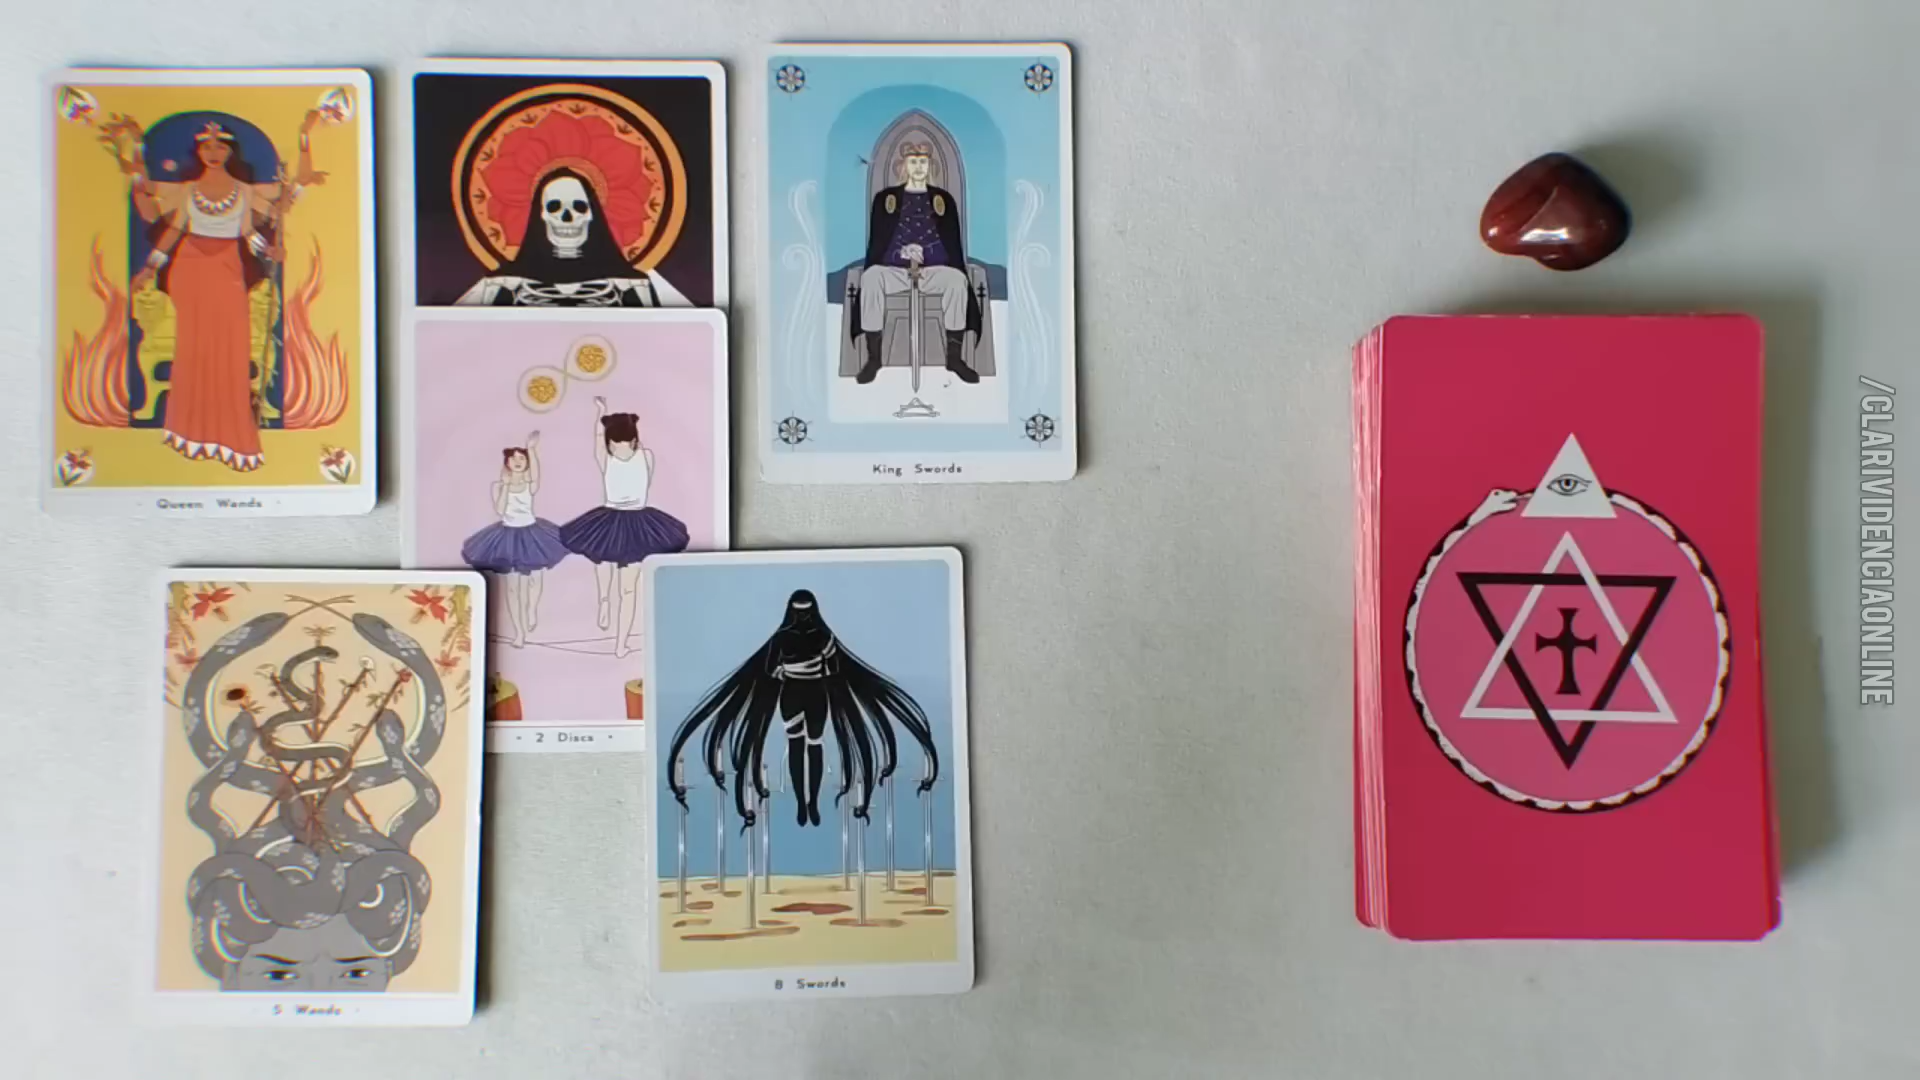 Queen Wands
King Swords
2 Discs
5 Wands
8 Swords
/CLARIVIDENCIAONLINE